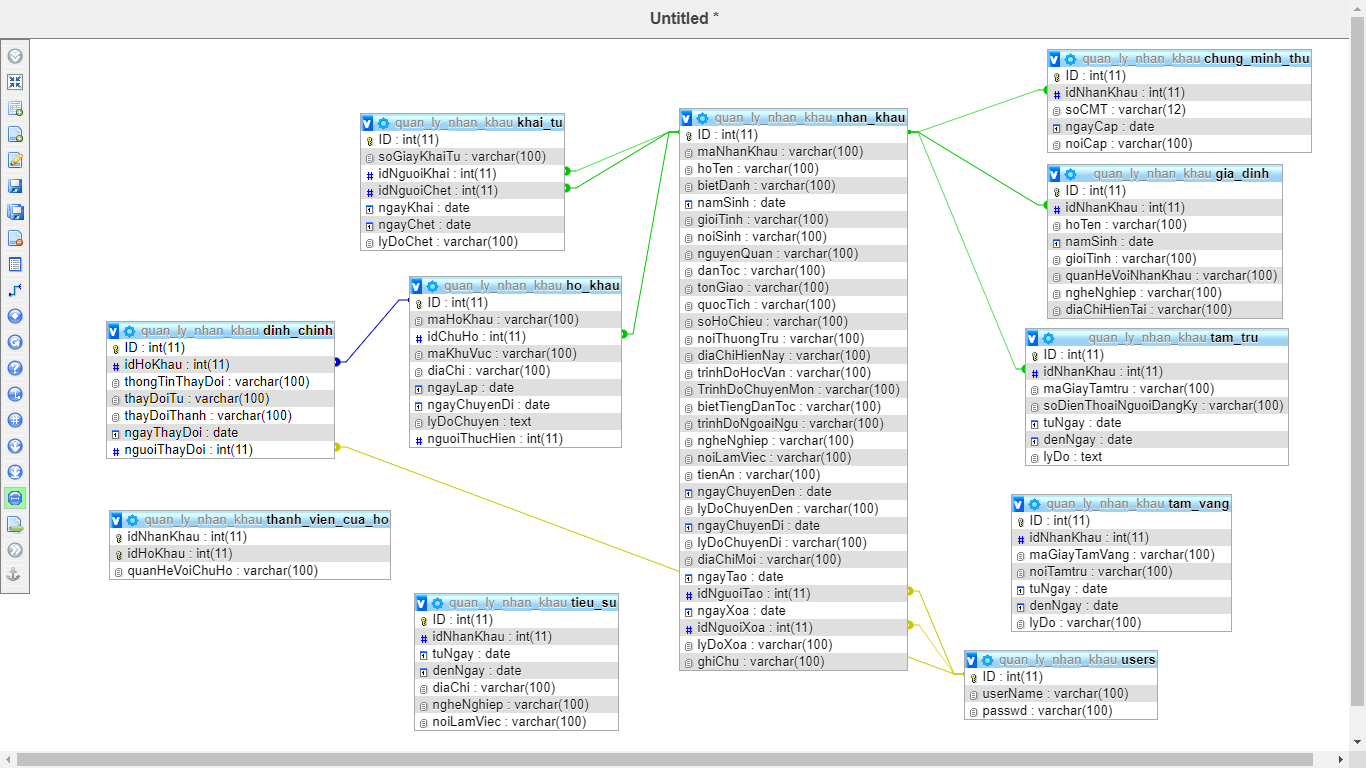 Untitled *
quan_ly_nhan_khau khai_tu
ID : int(11)
soGiayKhaiTu : varchar(100)
idNguoiKhai : int(11)
idNguoiChet : int(11)
ngayKhai : date
ngayChet : date
lyDoChet : varchar(100)
quan_ly_nhan_khau ho_khau
ID : int(11)
maHoKhau : varchar(100)
idChuHo : int(11)
maKhuVuc : varchar(100)
diaChi : varchar(100)
ngayLap : date
ngayChuyenDi : date
lyDoChuyen : text
nguoiThucHien : int(11)
quan_ly_nhan_khau dinh_chinh
ID : int(11)
idHoKhau : int(11)
thongTinThayDoi : varchar(100)
thayDoiTu : varchar(100)
thayDoiThanh : varchar(100)
ngayThayDoi : date
nguoiThayDoi : int(11)
quan_ly_nhan_khau thanh_vien_cua_ho
idNhanKhau : int(11)
idHoKhau : int(11)
quanHeVoiChuHo : varchar(100)
quan_ly_nhan_khau tieu_su
ID : int(11)
idNhanKhau : int(11)
tuNgay : date
denNgay : date
diaChi : varchar(100)
ngheNghiep : varchar(100)
noiLamViec : varchar(100)
quan_ly_nhan_khau nhan_khau
ID : int(11)
maNhanKhau : varchar(100)
hoTen : varchar(100)
bietDanh : varchar(100)
namSinh : date
gioiTinh : varchar(100)
noiSinh : varchar(100)
nguyenQuan : varchar(100)
danToc : varchar(100)
tonGiao : varchar(100)
quocTich : varchar(100)
soHoChieu : varchar(100)
noiThuongTru : varchar(100)
diaChiHienNay : varchar(100)
trinhDoHocVan : varchar(100)
TrinhDoChuyenMon : varchar(100)
bietTiengDanToc : varchar(100)
trinhDoNgoaiNgu : varchar(100)
ngheNghiep : varchar(100)
noiLamViec : varchar(100)
tienAn : varchar(100)
ngayChuyenDen : date
lyDoChuyenDen : varchar(100)
ngayChuyenDi : date
lyDoChuyenDi : varchar(100)
diaChiMoi : varchar(100)
ngayTao : date
idNguoiTao : int(11)
ngayXoa : date
idNguoiXoa : int(11)
lyDoXoa : varchar(100)
ghiChu : varchar(100)
quan_ly_nhan_khau chung_minh_thu
ID : int(11)
idNhanKhau : int(11)
soCMT : varchar(12)
ngayCap : date
noiCap : varchar(100)
quan_ly_nhan_khau gia_dinh
ID : int(11)
idNhanKhau : int(11)
hoTen : varchar(100)
namSinh : date
gioiTinh : varchar(100)
quanHeVoiNhanKhau : varchar(100)
ngheNghiep : varchar(100)
diaChiHienTai : varchar(100)
quan_ly_nhan_khau tam_tru
ID : int(11)
idNhanKhau : int(11)
maGiayTamtru : varchar(100)
soDienThoaiNguoiDangKy : varchar(100)
tuNgay : date
denNgay : date
lyDo : text
quan_ly_nhan_khau tam_vang
ID : int(11)
idNhanKhau : int(11)
maGiayTamVang : varchar(100)
noiTamtru : varchar(100)
tuNgay : date
denNgay : date
lyDo : varchar(100)
quan_ly_nhan_khau users
ID : int(11)
userName : varchar(100)
passwd : varchar(100)